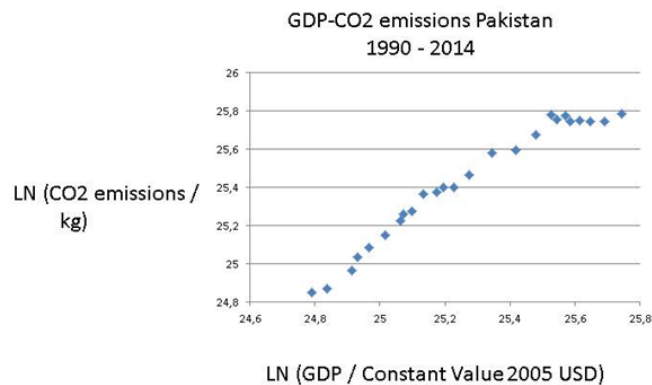 GDP-CO2 emissions Pakistan
1990 - 2014
26
25,8
25,6
25,4
25,2
25
24,8
LN (CO2 emissions /
kg)
24,6 24,8 25 25,2 25,4 25,6 25,8
LN (GDP / Constant Value 2005 USD)